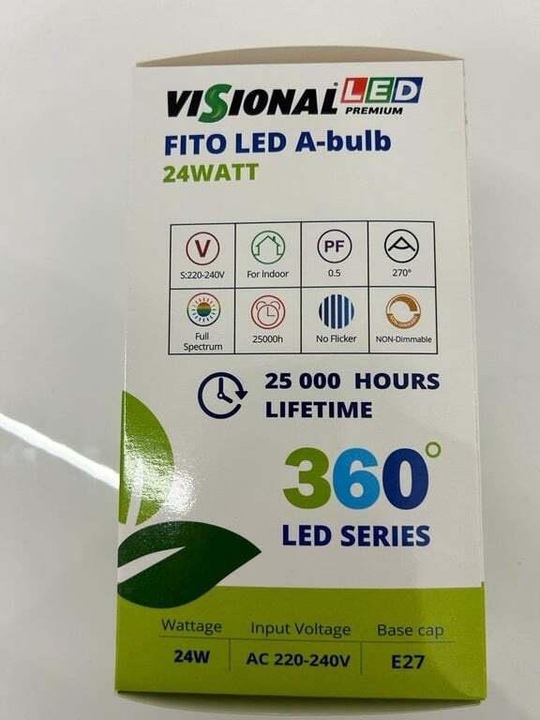 VISIONAL LED
PREMIUM
FITO LED A-bulb
24WATT
V
PF
S:220-240V
For Indoor
0.5
270°
Full
Spectrum
25000h
No Flicker
NON-Dimmable
25 000 HOURS
LIFETIME
360°
LED SERIES
Wattage
Input Voltage
Base cap
24W
AC 220-240V
E27